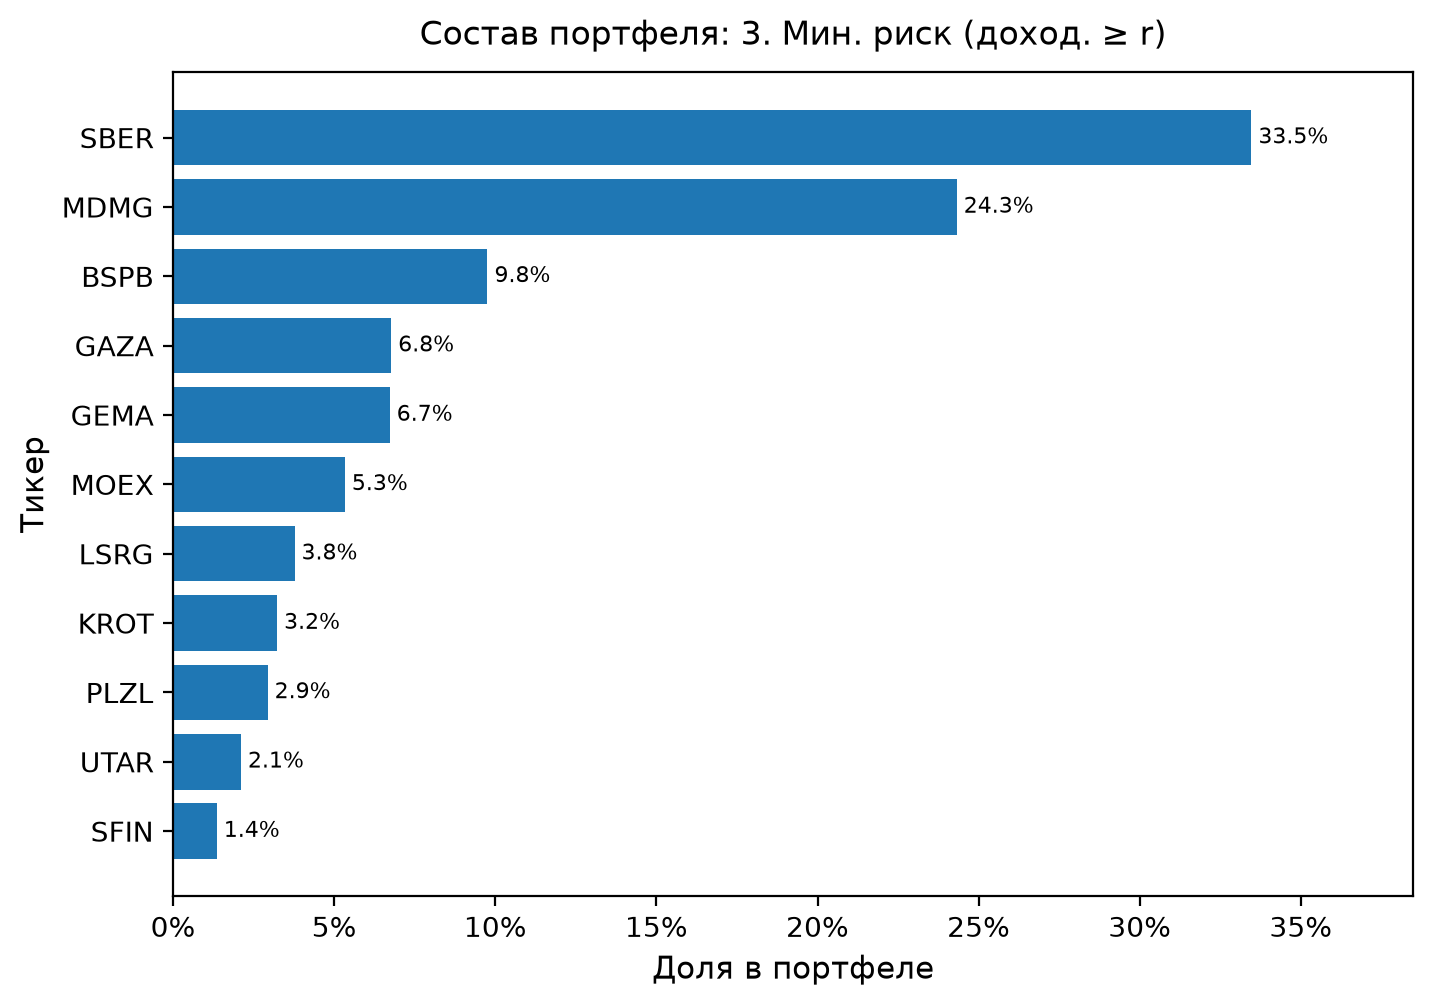 Состав портфеля: 3. Мин. риск (доход. ≥ r)
SBER 33.5%
MDMG 24.3%
BSPB 9.8%
GAZA 6.8%
GEMA 6.7%
MOEX 5.3%
LSRG 3.8%
KROT 3.2%
PLZL 2.9%
UTAR 2.1%
SFIN 1.4%
Тикер
0% 5% 10% 15% 20% 25% 30% 35%
Доля в портфеле